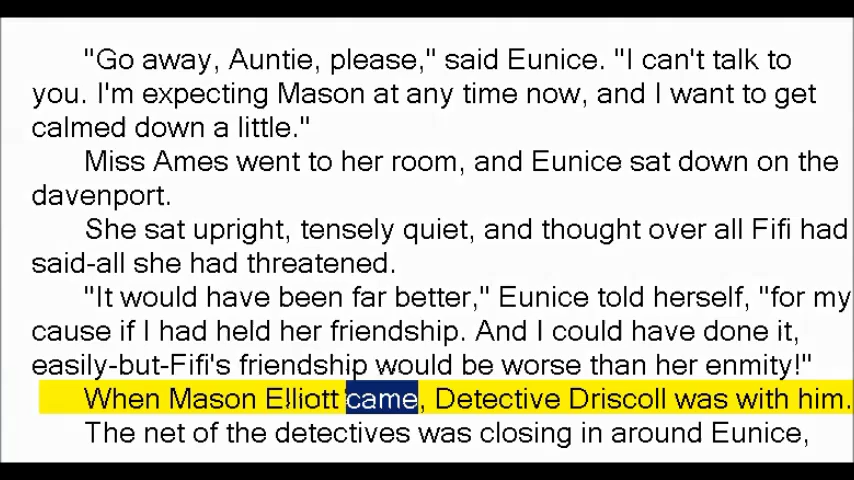 "Go away, Auntie, please," said Eunice. "I can't talk to
you. I'm expecting Mason at any time now, and I want to get
calmed down a little."
Miss Ames went to her room, and Eunice sat down on the
davenport.
She sat upright, tensely quiet, and thought over all Fifi had
said-all she had threatened.
"It would have been far better," Eunice told herself, "for my
cause if I had held her friendship. And I could have done it,
easily-but-Fifi's friendship would be worse than her enmity!"
When Mason Elliott came, Detective Driscoll was with him.
The net of the detectives was closing in around Eunice,